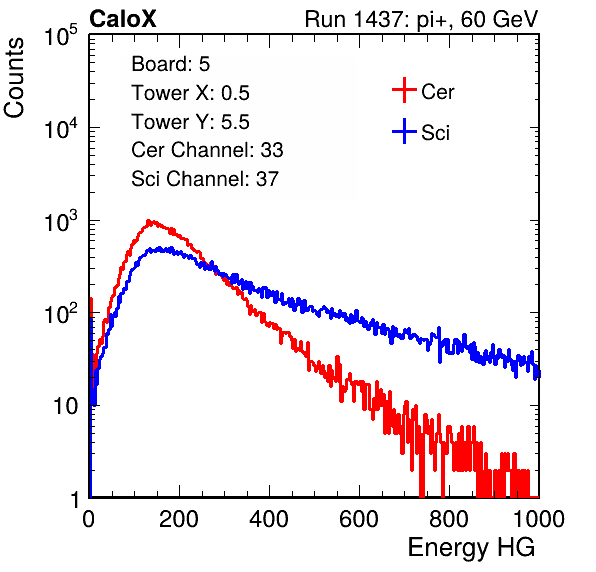 CaloX Run 1437: pi+, 60 GeV
Counts
Board: 5
Tower X: 0.5
Tower Y: 5.5
Cer Channel: 33
Sci Channel: 37
Cer
Sci
10^5
10^4
10^3
10^2
10
1
0 200 400 600 800 1000
Energy HG